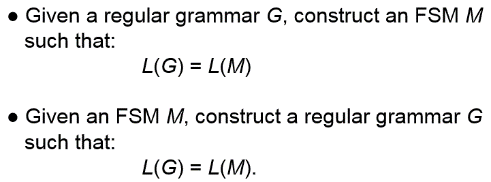 ● Given a regular grammar G, construct an FSM M
such that:
L(G) = L(M)
● Given an FSM M, construct a regular grammar G
such that:
L(G) = L(M).